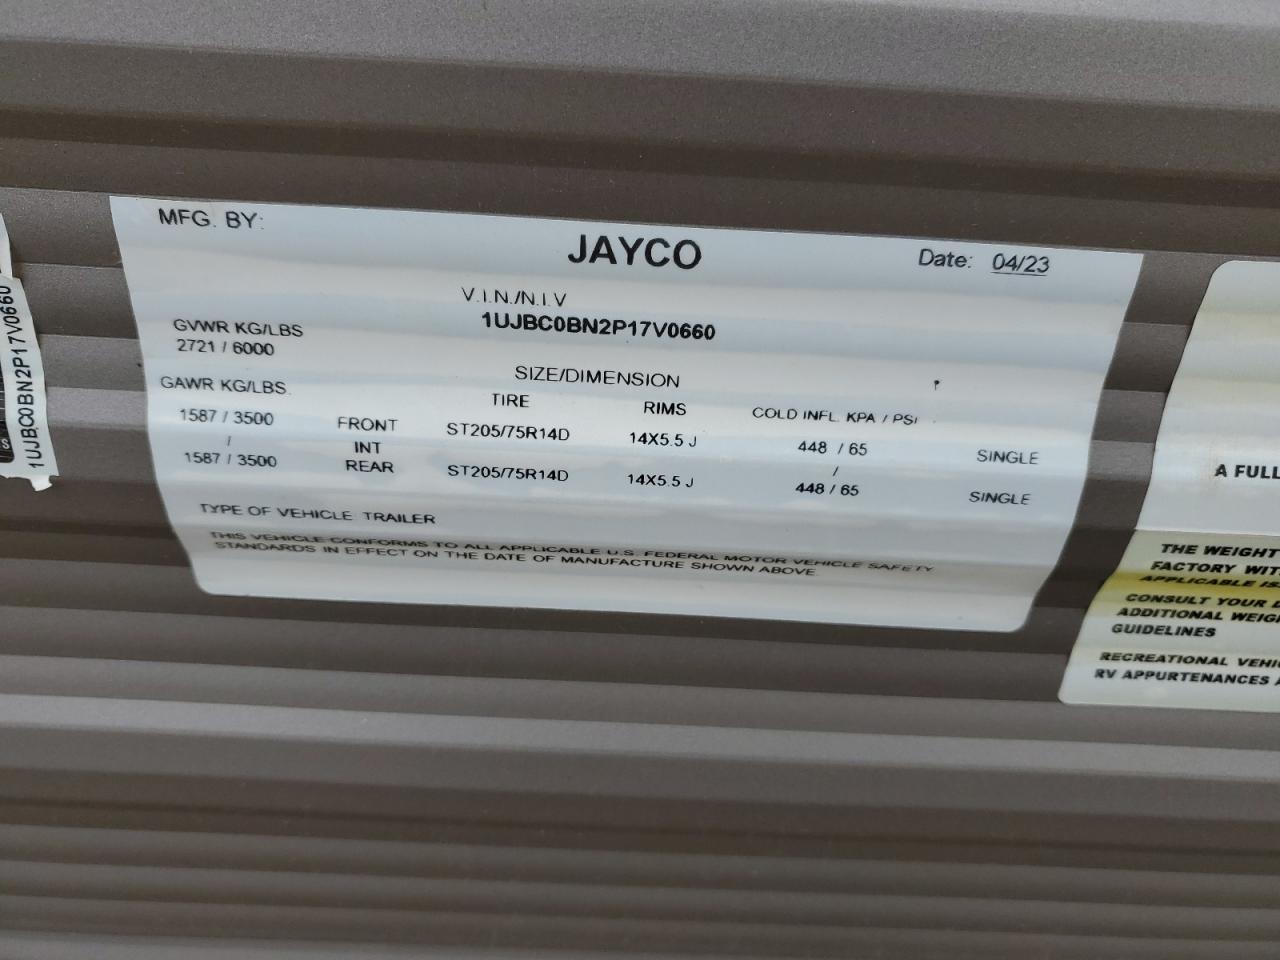 MFG. BY:
JAYCO
Date: 04/23
V.I.N./N.I.V
1UJBC0BN2P17V0660
GVWR KG/LBS
2721 / 6000
SIZE/DIMENSION
GAWR KG/LBS.
TIRE RIMS COLD INFL. KPA / PSI
1587 / 3500 FRONT ST205/75R14D 14X5.5 J 448 / 65 SINGLE
/ INT /
1587 / 3500 REAR ST205/75R14D 14X5.5 J 448 / 65 SINGLE
TYPE OF VEHICLE: TRAILER
THIS VEHICLE CONFORMS TO ALL APPLICABLE U.S. FEDERAL MOTOR VEHICLE SAFETY
STANDARDS IN EFFECT ON THE DATE OF MANUFACTURE SHOWN ABOVE.
1UJBC0BN2P17V0660
A FULL
THE WEIGHT
FACTORY WIT
APPLICABLE IS
CONSULT YOUR
ADDITIONAL WEIG
GUIDELINES
RECREATIONAL VEHI
RV APPURTENANCES